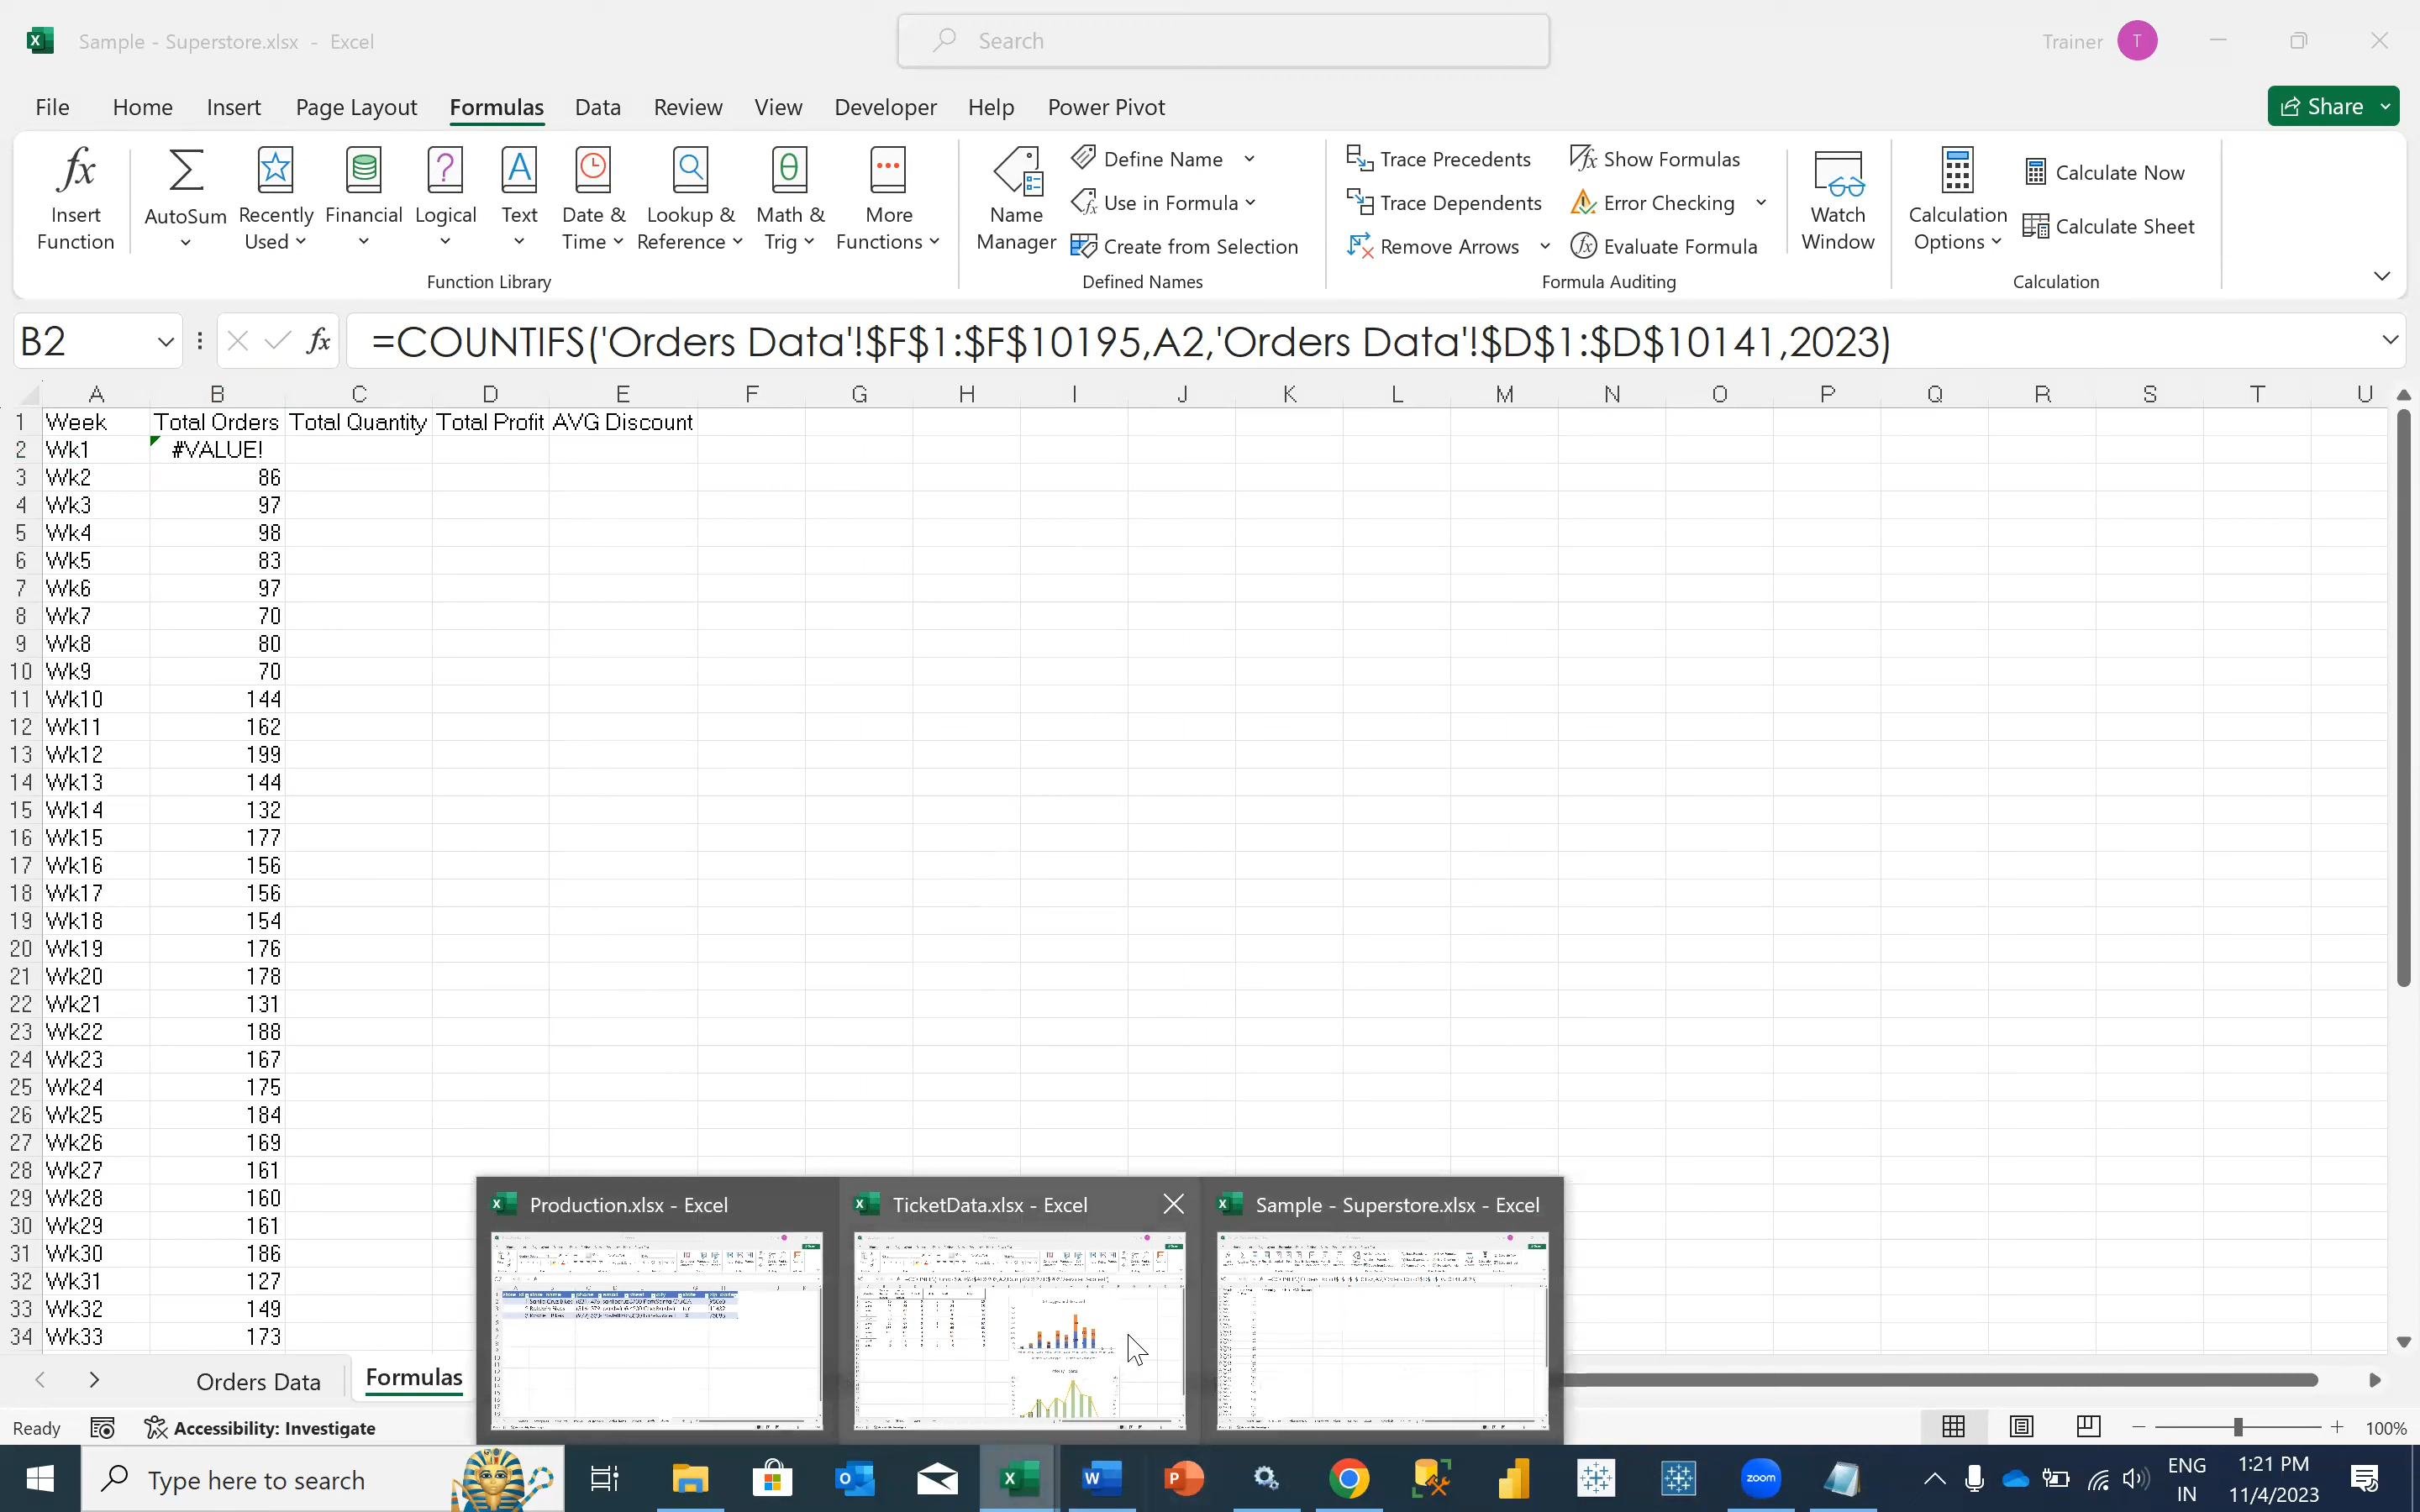 Sample - Superstore.xlsx - Excel
Search
Trainer
T
File Home Insert Page Layout Formulas Data Review View Developer Help Power Pivot
Share
Insert Function
AutoSum
Recently Used
Financial
Logical
Text
Date & Time
Lookup & Reference
Math & Trig
More Functions
Function Library
Name Manager
Define Name
Use in Formula
Create from Selection
Defined Names
Trace Precedents
Trace Dependents
Remove Arrows
Show Formulas
Error Checking
Evaluate Formula
Formula Auditing
Watch Window
Calculation Options
Calculate Now
Calculate Sheet
Calculation
B2
fx =COUNTIFS('Orders Data'!$F$1:$F$10195,A2,'Orders Data'!$D$1:$D$10141,2023)
A B C D E F G H I J K L M N O P Q R S T U
1 Week Total Orders Total Quantity Total Profit AVG Discount
2 Wk1 #VALUE!
3 Wk2 86
4 Wk3 97
5 Wk4 98
6 Wk5 83
7 Wk6 97
8 Wk7 70
9 Wk8 80
10 Wk9 70
11 Wk10 144
12 Wk11 162
13 Wk12 199
14 Wk13 144
15 Wk14 132
16 Wk15 177
17 Wk16 156
18 Wk17 156
19 Wk18 154
20 Wk19 176
21 Wk20 178
22 Wk21 131
23 Wk22 188
24 Wk23 167
25 Wk24 175
26 Wk25 184
27 Wk26 169
28 Wk27 161
29 Wk28 160
30 Wk29 161
31 Wk30 186
32 Wk31 127
33 Wk32 149
34 Wk33 173
Production.xlsx - Excel
TicketData.xlsx - Excel
Sample - Superstore.xlsx - Excel
Orders Data
Formulas
Ready
Accessibility: Investigate
100%
Type here to search
zoom
ENG
IN
1:21 PM
11/4/2023